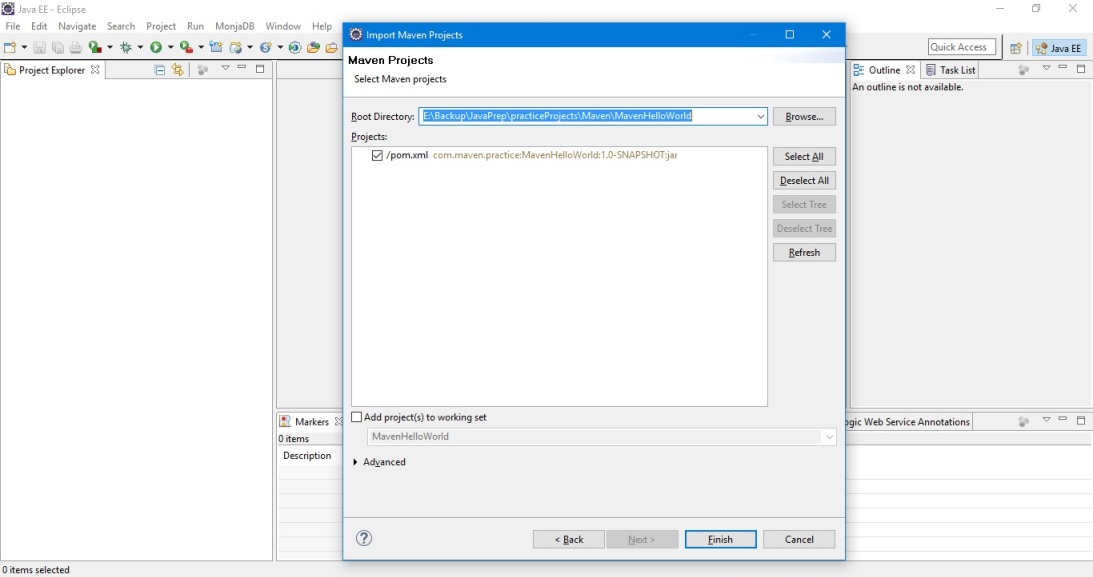 Java EE - Eclipse
File Edit Navigate Search Project Run MonjaDB Window Help
Quick Access
Java EE
Project Explorer
Outline
Task List
An outline is not available.
Import Maven Projects
Maven Projects
Select Maven projects
Root Directory: E:\Backup\JavaPrep\practiceProjects\Maven\MavenHelloWorld Browse...
Projects:
/pom.xml com.maven.practice:MavenHelloWorld:1.0-SNAPSHOT:jar
Select All
Deselect All
Select Tree
Deselect Tree
Refresh
Add project(s) to working set
MavenHelloWorld
Advanced
? < Back Next > Finish Cancel
Markers
ogic Web Service Annotations
0 items
Description
0 items selected